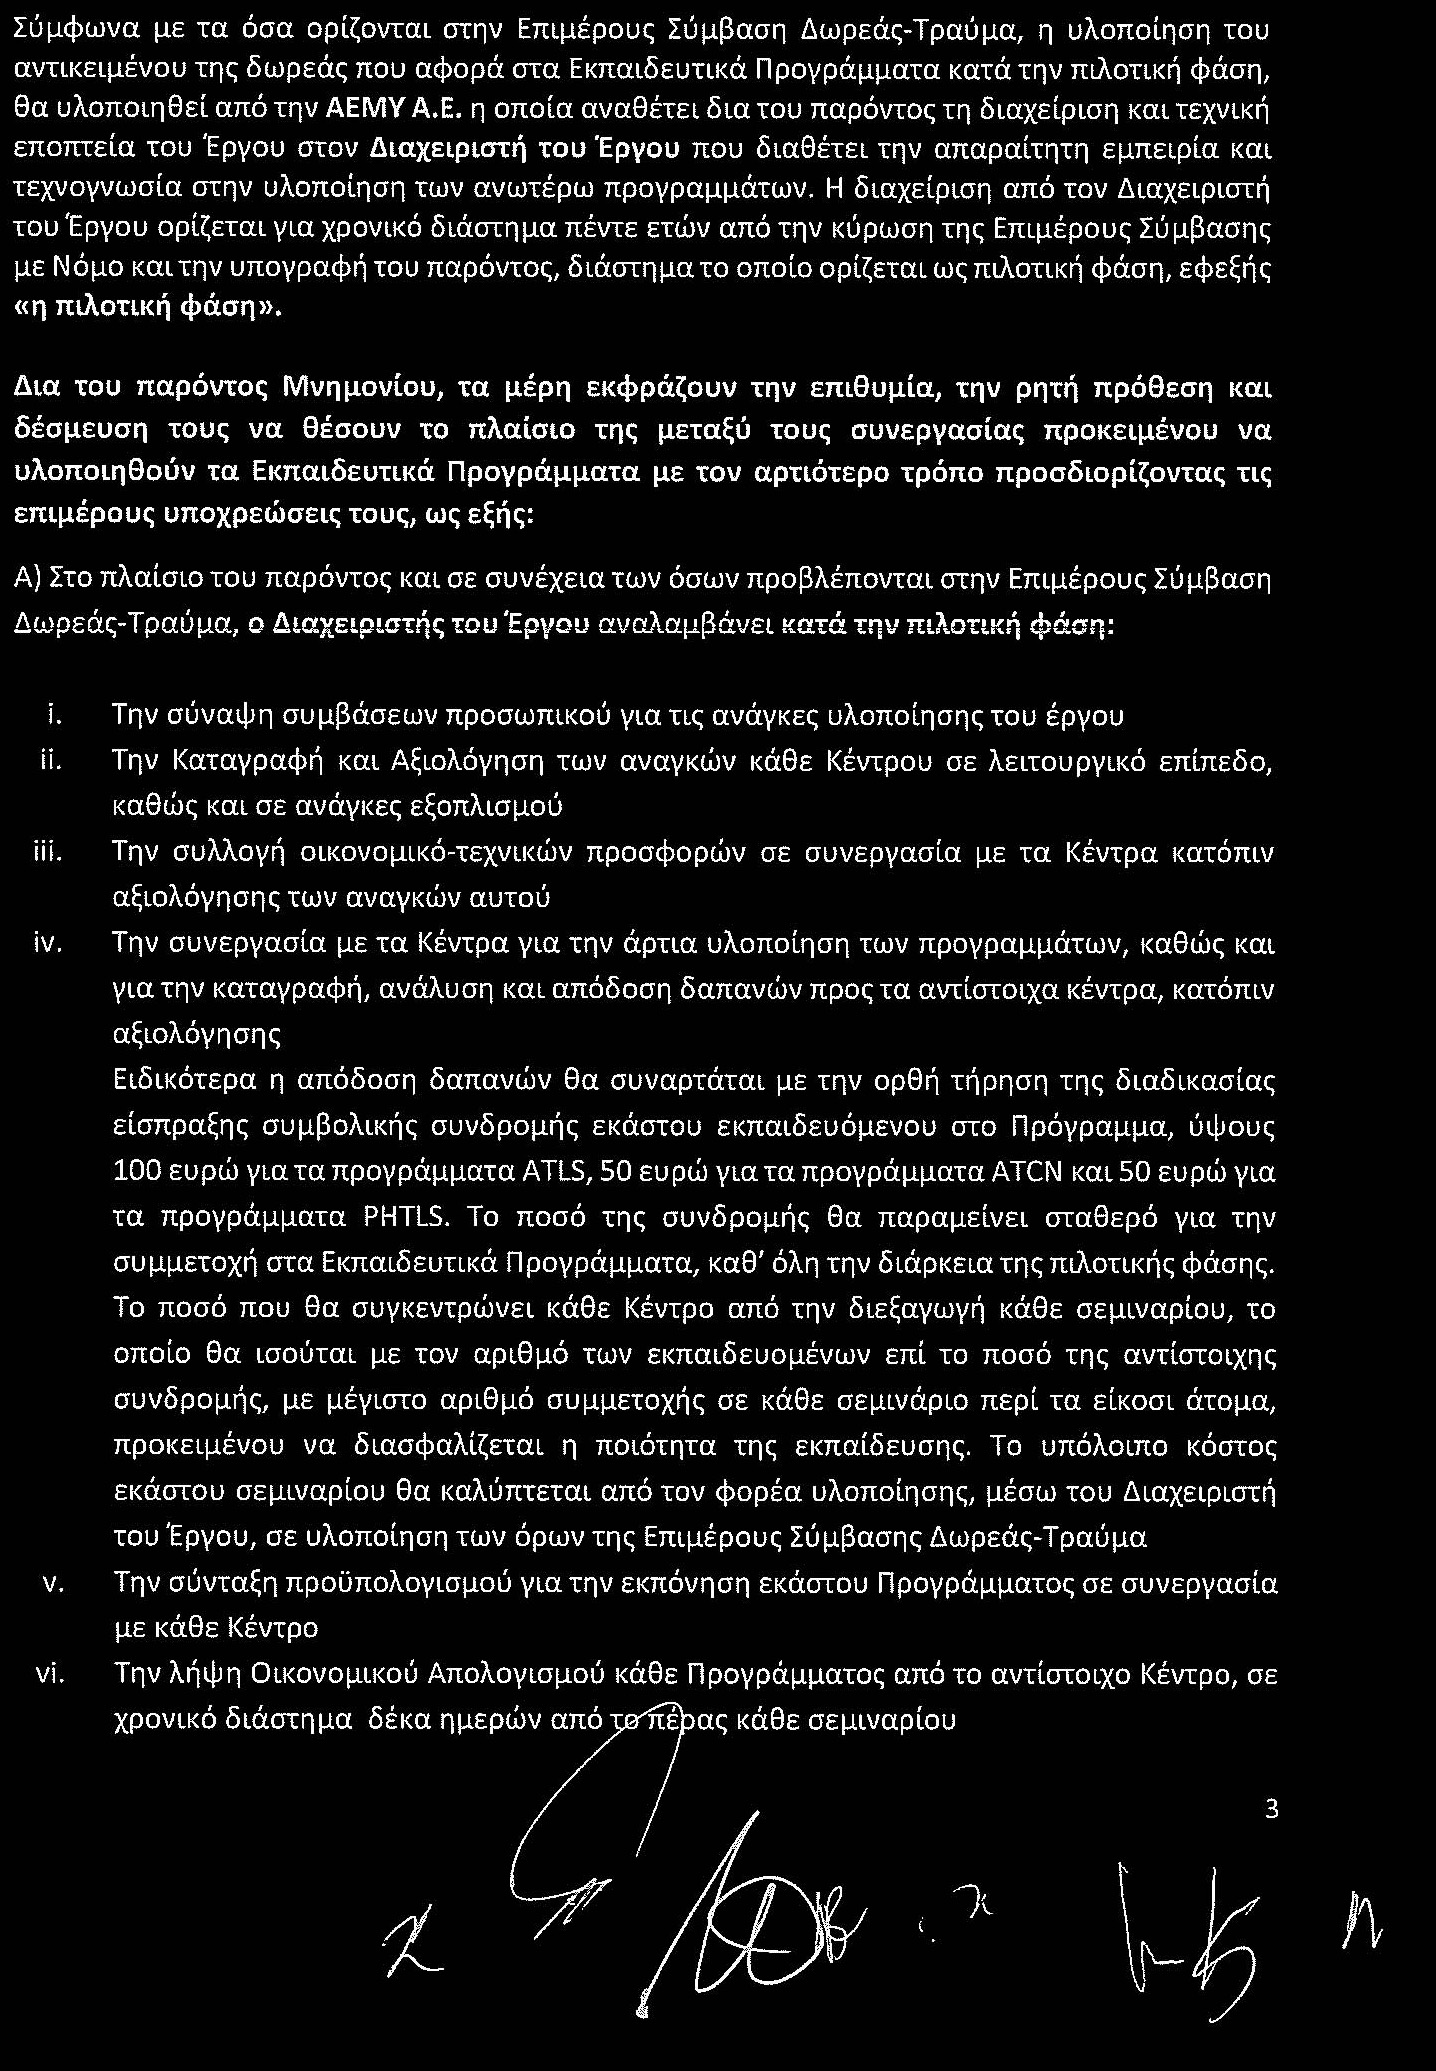 Σύμφωνα με τα όσα ορίζονται στην Επιμέρους Σύμβαση Δωρεάς-Τραύμα, η υλοποίηση του
αντικειμένου της δωρεάς που αφορά στα Εκπαιδευτικά Προγράμματα κατά την πιλοτική φάση,
θα υλοποιηθεί από την ΑΕΜΥ Α.Ε. η οποία αναθέτει δια του παρόντος τη διαχείριση και τεχνική
εποπτεία του Έργου στον Διαχειριστή του Έργου που διαθέτει την απαραίτητη εμπειρία και
τεχνογνωσία στην υλοποίηση των ανωτέρω προγραμμάτων. Η διαχείριση από τον Διαχειριστή
του Έργου ορίζεται για χρονικό διάστημα πέντε ετών από την κύρωση της Επιμέρους Σύμβασης
με Νόμο και την υπογραφή του παρόντος, διάστημα το οποίο ορίζεται ως πιλοτική φάση, εφεξής
«η πιλοτική φάση».
Δια του παρόντος Μνημονίου, τα μέρη εκφράζουν την επιθυμία, την ρητή πρόθεση και
δέσμευση τους να θέσουν το πλαίσιο της μεταξύ τους συνεργασίας προκειμένου να
υλοποιηθούν τα Εκπαιδευτικά Προγράμματα με τον αρτιότερο τρόπο προσδιορίζοντας τις
επιμέρους υποχρεώσεις τους, ως εξής:
Α) Στο πλαίσιο του παρόντος και σε συνέχεια των όσων προβλέπονται στην Επιμέρους Σύμβαση
Δωρεάς-Τραύμα, ο Διαχειριστής του Έργου αναλαμβάνει κατά την πιλοτική φάση:
i. Την σύναψη συμβάσεων προσωπικού για τις ανάγκες υλοποίησης του έργου
ii. Την Καταγραφή και Αξιολόγηση των αναγκών κάθε Κέντρου σε λειτουργικό επίπεδο,
καθώς και σε ανάγκες εξοπλισμού
iii. Την συλλογή οικονομικό-τεχνικών προσφορών σε συνεργασία με τα Κέντρα κατόπιν
αξιολόγησης των αναγκών αυτού
iv. Την συνεργασία με τα Κέντρα για την άρτια υλοποίηση των προγραμμάτων, καθώς και
για την καταγραφή, ανάλυση και απόδοση δαπανών προς τα αντίστοιχα κέντρα, κατόπιν
αξιολόγησης
Ειδικότερα η απόδοση δαπανών θα συναρτάται με την ορθή τήρηση της διαδικασίας
είσπραξης συμβολικής συνδρομής εκάστου εκπαιδευόμενου στο Πρόγραμμα, ύψους
100 ευρώ για τα προγράμματα ATLS, 50 ευρώ για τα προγράμματα ATCN και 50 ευρώ για
τα προγράμματα PHTLS. Το ποσό της συνδρομής θα παραμείνει σταθερό για την
συμμετοχή στα Εκπαιδευτικά Προγράμματα, καθ' όλη την διάρκεια της πιλοτικής φάσης.
Το ποσό που θα συγκεντρώνει κάθε Κέντρο από την διεξαγωγή κάθε σεμιναρίου, το
οποίο θα ισούται με τον αριθμό των εκπαιδευομένων επί το ποσό της αντίστοιχης
συνδρομής, με μέγιστο αριθμό συμμετοχής σε κάθε σεμινάριο περί τα είκοσι άτομα,
προκειμένου να διασφαλίζεται η ποιότητα της εκπαίδευσης. Το υπόλοιπο κόστος
εκάστου σεμιναρίου θα καλύπτεται από τον φορέα υλοποίησης, μέσω του Διαχειριστή
του Έργου, σε υλοποίηση των όρων της Επιμέρους Σύμβασης Δωρεάς-Τραύμα
v. Την σύνταξη προϋπολογισμού για την εκπόνηση εκάστου Προγράμματος σε συνεργασία
με κάθε Κέντρο
vi. Την λήψη Οικονομικού Απολογισμού κάθε Προγράμματος από το αντίστοιχο Κέντρο, σε
χρονικό διάστημα δέκα ημερών από το πέρας κάθε σεμιναρίου
3